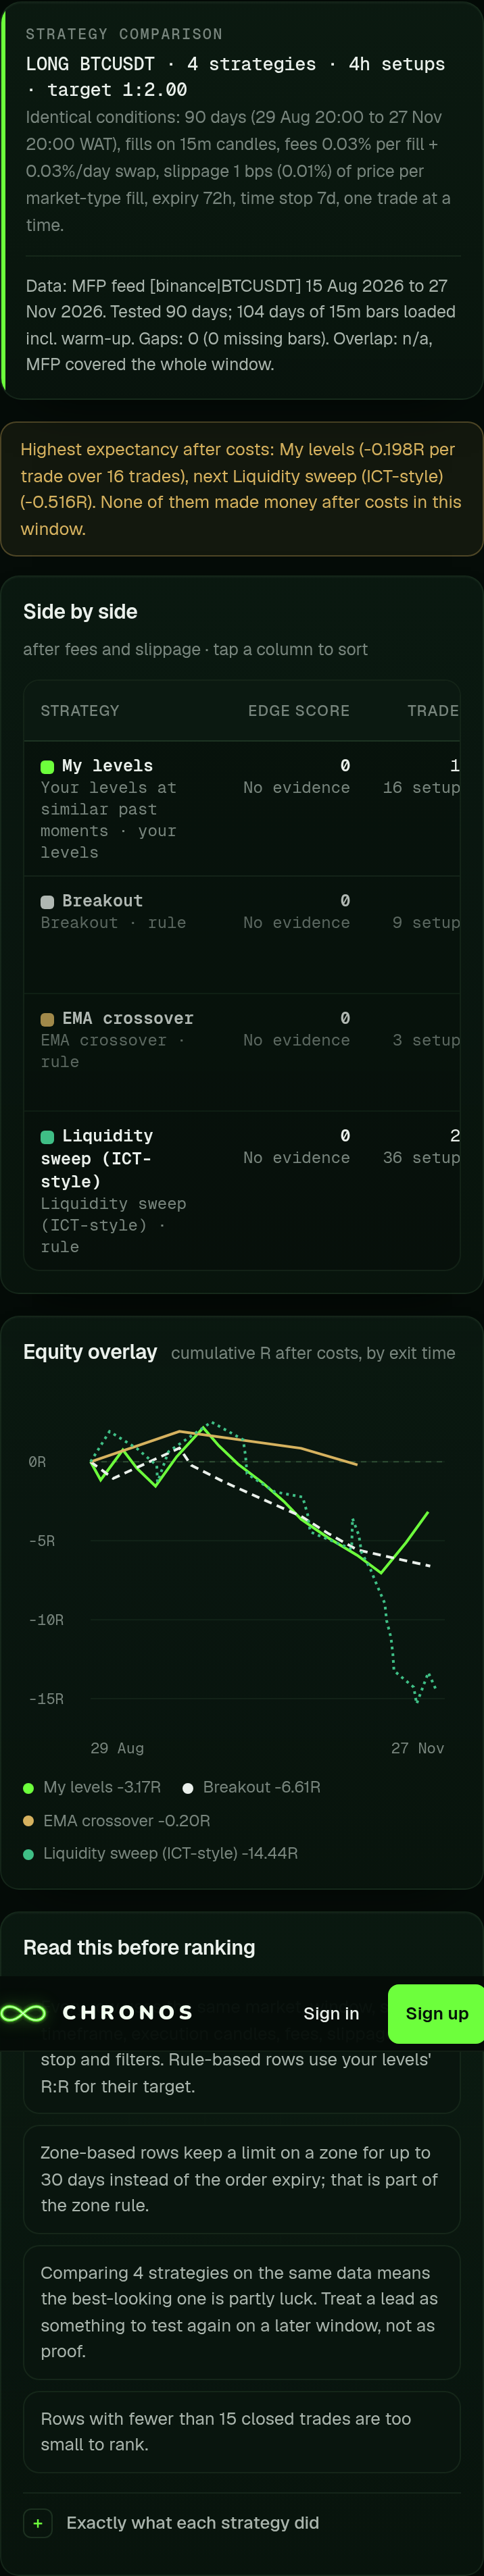 STRATEGY COMPARISON
LONG BTCUSDT · 4 strategies · 4h setups
· target 1:2.00
Identical conditions: 90 days (29 Aug 20:00 to 27 Nov
20:00 WAT), fills on 15m candles, fees 0.03% per fill +
0.03%/day swap, slippage 1 bps (0.01%) of price per
market-type fill, expiry 72h, time stop 7d, one trade at a
time.
Data: MFP feed [binance|BTCUSDT] 15 Aug 2026 to 27
Nov 2026. Tested 90 days; 104 days of 15m bars loaded
incl. warm-up. Gaps: 0 (0 missing bars). Overlap: n/a,
MFP covered the whole window.
Highest expectancy after costs: My levels (-0.198R per
trade over 16 trades), next Liquidity sweep (ICT-style)
(-0.516R). None of them made money after costs in this
window.
Side by side
after fees and slippage · tap a column to sort
STRATEGY EDGE SCORE TRADE
My levels 0 1
Your levels at No evidence 16 setup
similar past
moments · your
levels
Breakout 0
Breakout · rule No evidence 9 setup
EMA crossover 0
EMA crossover · No evidence 3 setup
rule
Liquidity 0 2
sweep (ICT- No evidence 36 setup
style)
Liquidity sweep
(ICT-style) ·
rule
Equity overlay cumulative R after costs, by exit time
0R
-5R
-10R
-15R
29 Aug 27 Nov
My levels -3.17R Breakout -6.61R
EMA crossover -0.20R
Liquidity sweep (ICT-style) -14.44R
Read this before ranking
CHRONOS Sign in Sign up
stop and filters. Rule-based rows use your levels'
R:R for their target.
Zone-based rows keep a limit on a zone for up to
30 days instead of the order expiry; that is part of
the zone rule.
Comparing 4 strategies on the same data means
the best-looking one is partly luck. Treat a lead as
something to test again on a later window, not as
proof.
Rows with fewer than 15 closed trades are too
small to rank.
+ Exactly what each strategy did